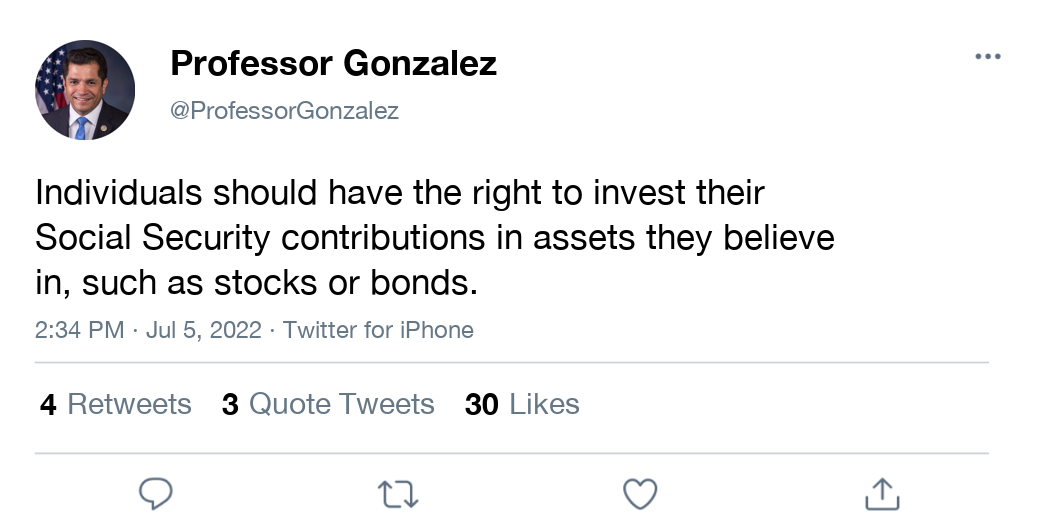 Professor Gonzalez
@ProfessorGonzalez
Individuals should have the right to invest their
Social Security contributions in assets they believe
in, such as stocks or bonds.
2:34 PM · Jul 5, 2022 · Twitter for iPhone
4 Retweets 3 Quote Tweets 30 Likes